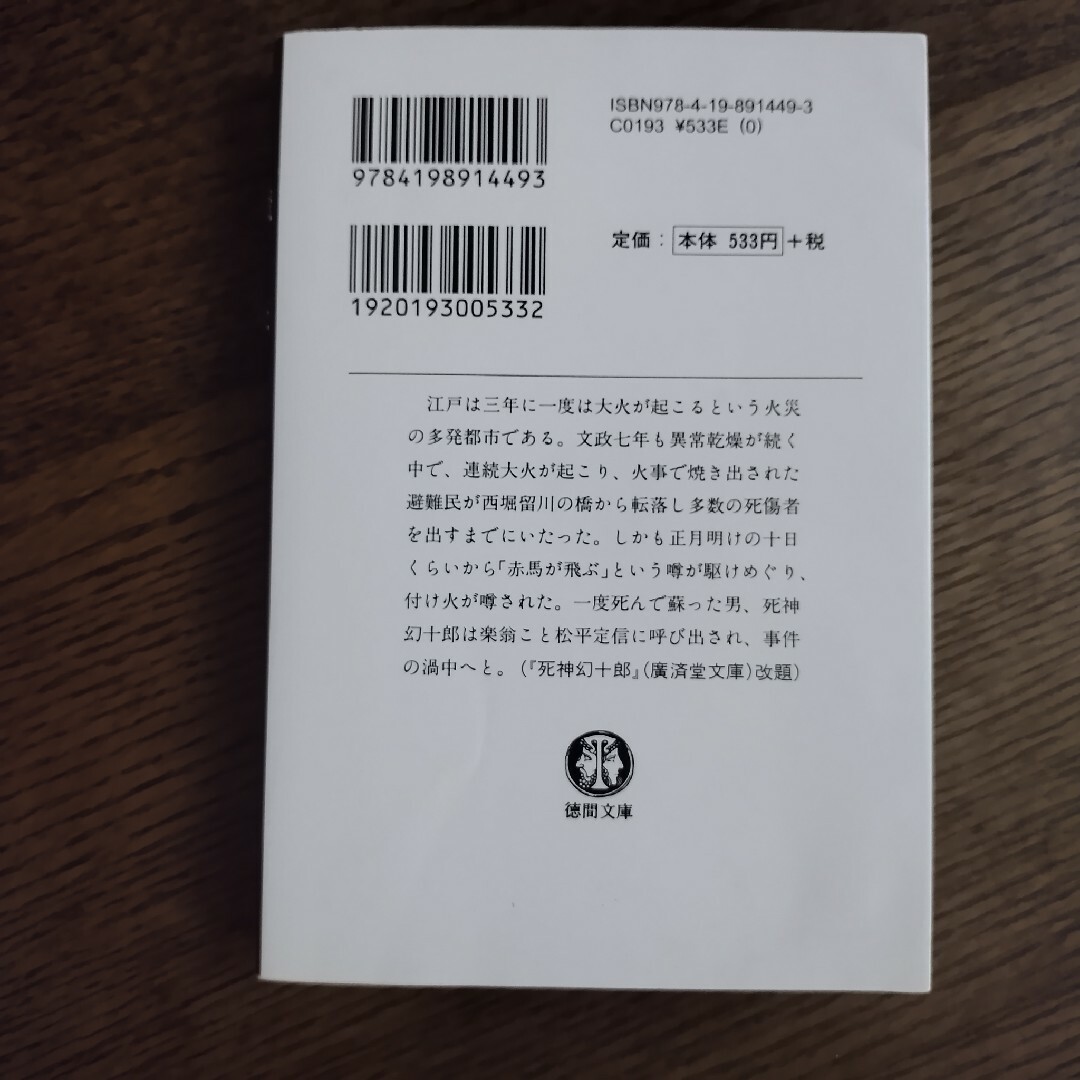 ISBN978-4-19-891449-3
C0193 ¥533E (0)
9784198914493
定価：本体 533円+税
1920193005332
江戸は三年に一度は大火が起こるという火災
の多発都市である。文政七年も異常乾燥が続く
中で、連続大火が起こり、火事で焼き出された
避難民が西堀留川の橋から転落し多数の死傷者
を出すまでにいたった。しかも正月明けの十日
くらいから「赤馬が飛ぶ」という噂が駆けめぐり、
付け火が噂された。一度死んで蘇った男、死神
幻十郎は楽翁こと松平定信に呼び出され、事件
の渦中へと。(『死神幻十郎』(廣済堂文庫)改題)
徳間文庫